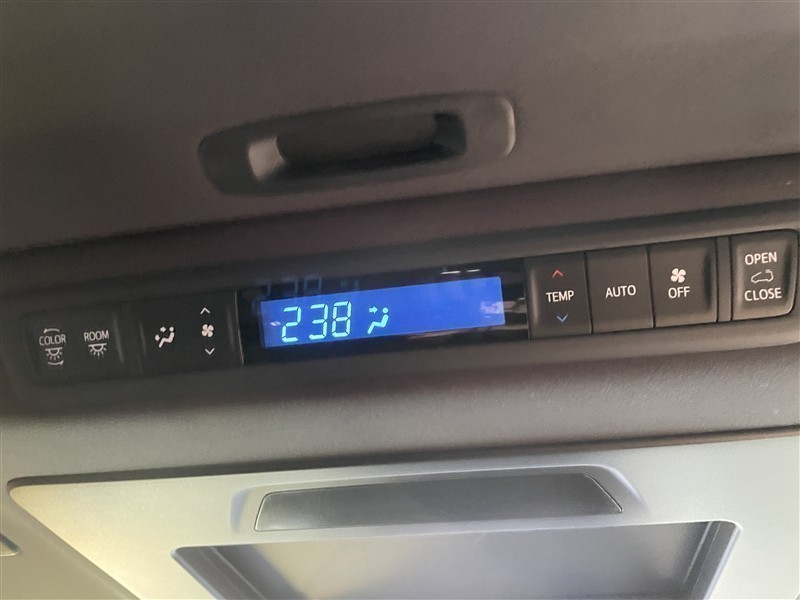 COLOR
ROOM
238
TEMP
AUTO
OFF
OPEN
CLOSE